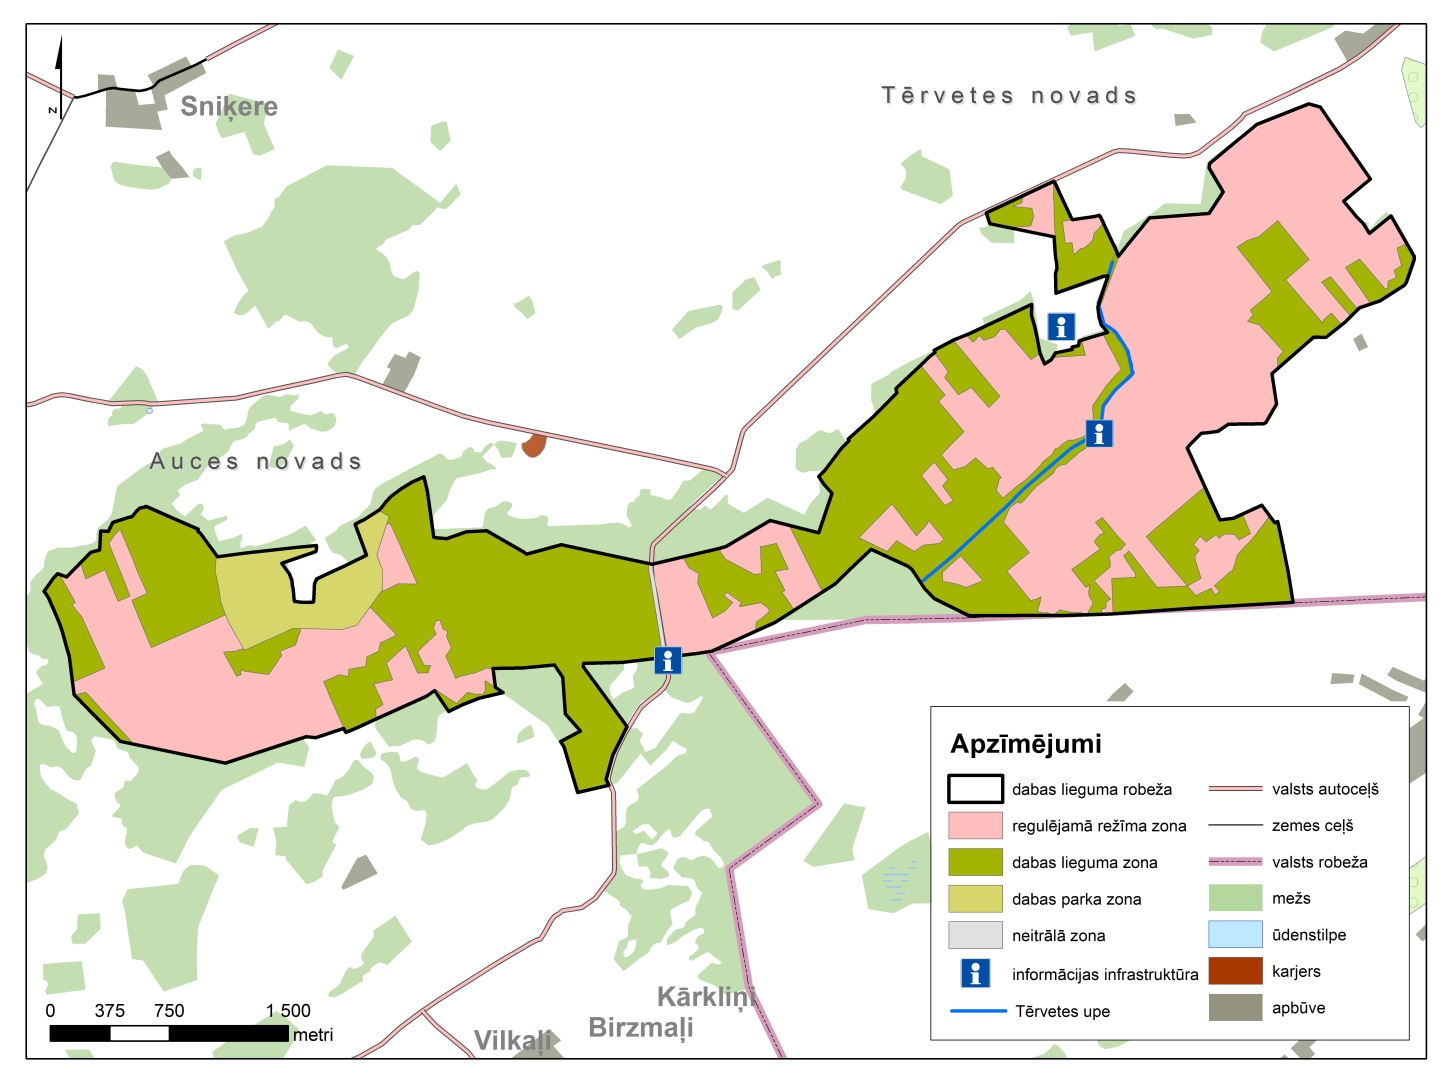 Tērvetes novads
Sniķere
z
Auces novads
Apzīmējumi
dabas lieguma robeža
regulējamā režīma zona
dabas lieguma zona
dabas parka zona
neitrālā zona
informācijas infrastruktūra
Tērvetes upe
valsts autoceļš
zemes ceļš
valsts robeža
mežs
ūdenstilpe
karjers
apbūve
Kārkliņi
Birzmaļi
Vilkaļi
0 375 750 1 500
metri